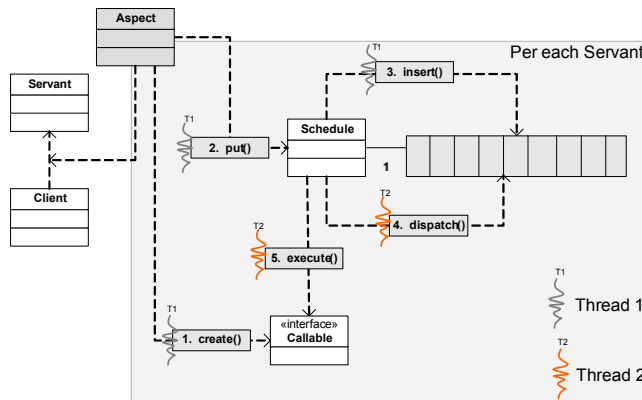 Aspect
T1
Per each Servant
3. insert()
Servant
T1
Schedule
2. put()
1
T2
Client
4. dispatch()
T2
5. execute()
T1
T1
«interface»
Thread 1
1. create()
Callable
T2
Thread 2